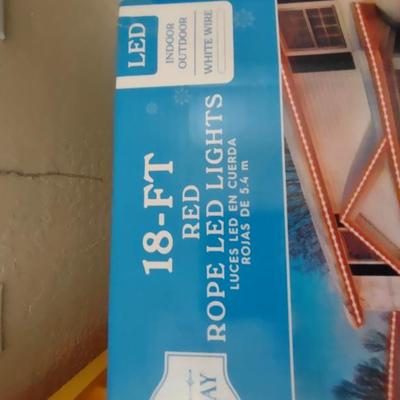 LED
INDOOR
OUTDOOR
WHITE WIRE
18-FT
RED
ROPE LED LIGHTS
LUCES LED EN CUERDA
ROJAS DE 5.4 m